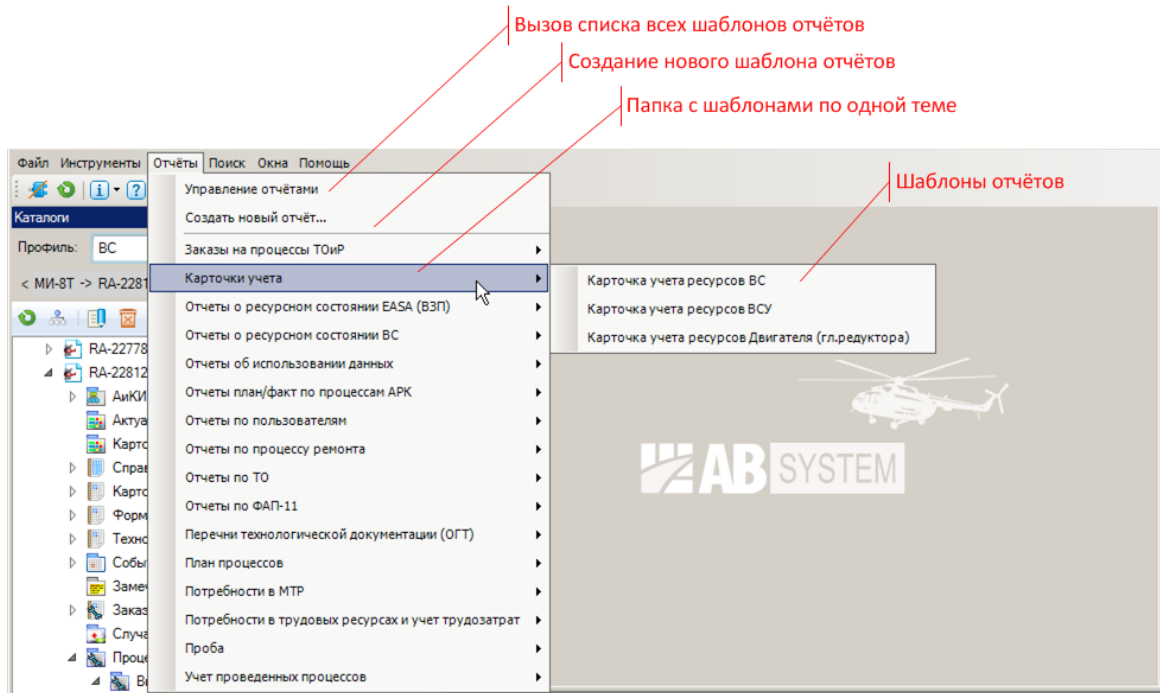 Вызов списка всех шаблонов отчётов
Создание нового шаблона отчётов
Папка с шаблонами по одной теме
Шаблоны отчётов
Файл Инструменты Отчёты Поиск Окна Помощь
Каталоги
Профиль: ВС
< МИ-8Т -> RA-2281
RA-22778
RA-22812
АиКИ
Актуа
Карто
Справ
Карто
Форм
Техно
Собы
Замеч
Заказ
Случа
Проце
Управление отчётами
Создать новый отчёт...
Заказы на процессы ТОиР
Карточки учета
Отчеты о ресурсном состоянии EASA (ВЗП)
Отчеты о ресурсном состоянии ВС
Отчеты об использовании данных
Отчеты план/факт по процессам АРК
Отчеты по пользователям
Отчеты по процессу ремонта
Отчеты по ТО
Отчеты по ФАП-11
Перечни технологической документации (ОГТ)
План процессов
Потребности в МТР
Потребности в трудовых ресурсах и учет трудозатрат
Проба
Учет проведенных процессов
Карточка учета ресурсов ВС
Карточка учета ресурсов ВСУ
Карточка учета ресурсов Двигателя (гл.редуктора)
AB SYSTEM